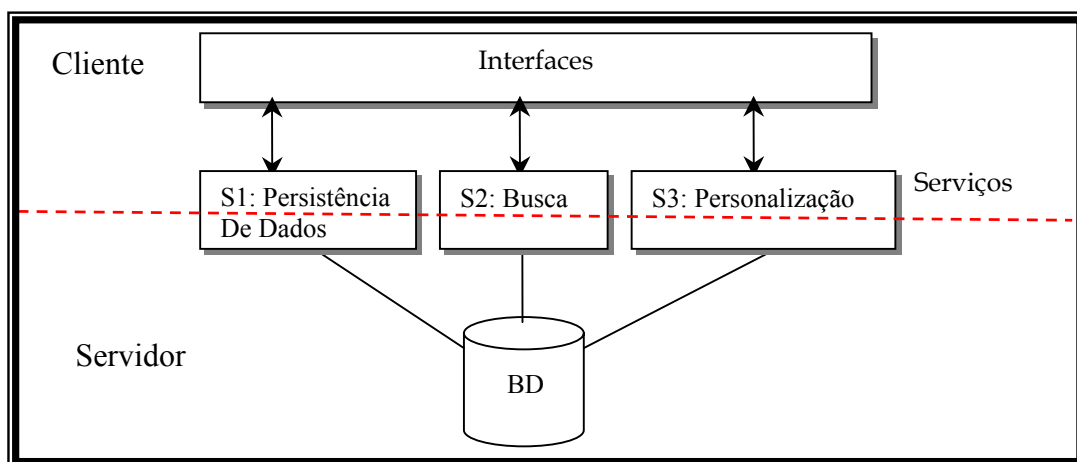 Cliente
Interfaces
S1: Persistência
De Dados
S2: Busca
S3: Personalização
Serviços
Servidor
BD